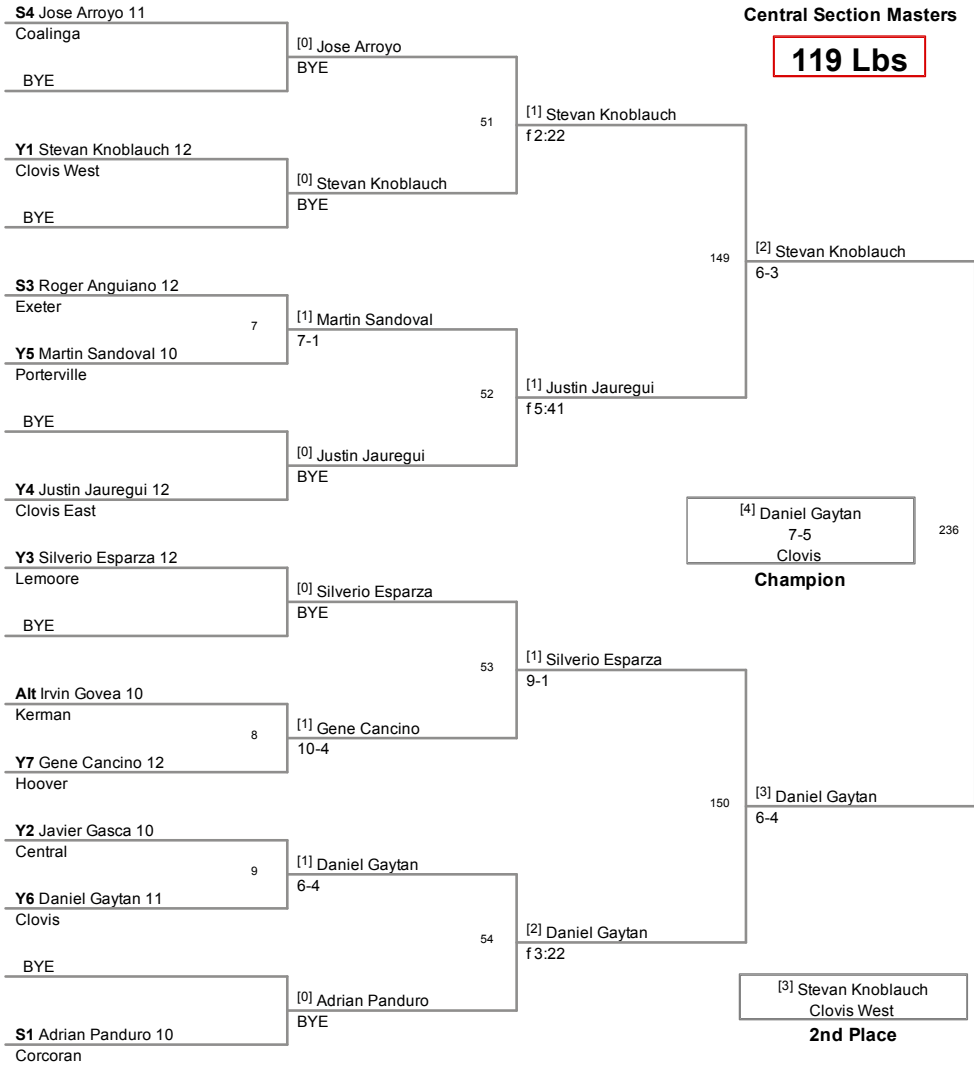 Central Section Masters
119 Lbs
S4 Jose Arroyo 11
Coalinga
BYE
Y1 Stevan Knoblauch 12
Clovis West
BYE
S3 Roger Anguiano 12
Exeter
7
Y5 Martin Sandoval 10
Porterville
BYE
Y4 Justin Jauregui 12
Clovis East
Y3 Silverio Esparza 12
Lemoore
BYE
Alt Irvin Govea 10
Kerman
8
Y7 Gene Cancino 12
Hoover
Y2 Javier Gasca 10
Central
9
Y6 Daniel Gaytan 11
Clovis
BYE
S1 Adrian Panduro 10
Corcoran
[0] Jose Arroyo
BYE
51
[0] Stevan Knoblauch
BYE
[1] Martin Sandoval
7-1
52
[0] Justin Jauregui
BYE
[0] Silverio Esparza
BYE
53
[1] Gene Cancino
10-4
[1] Daniel Gaytan
6-4
54
[0] Adrian Panduro
BYE
[1] Stevan Knoblauch
f 2:22
149
[1] Justin Jauregui
f 5:41
[1] Silverio Esparza
9-1
150
[2] Daniel Gaytan
f 3:22
[2] Stevan Knoblauch
6-3
[3] Daniel Gaytan
6-4
[4] Daniel Gaytan
7-5
Clovis
236
Champion
[3] Stevan Knoblauch
Clovis West
2nd Place